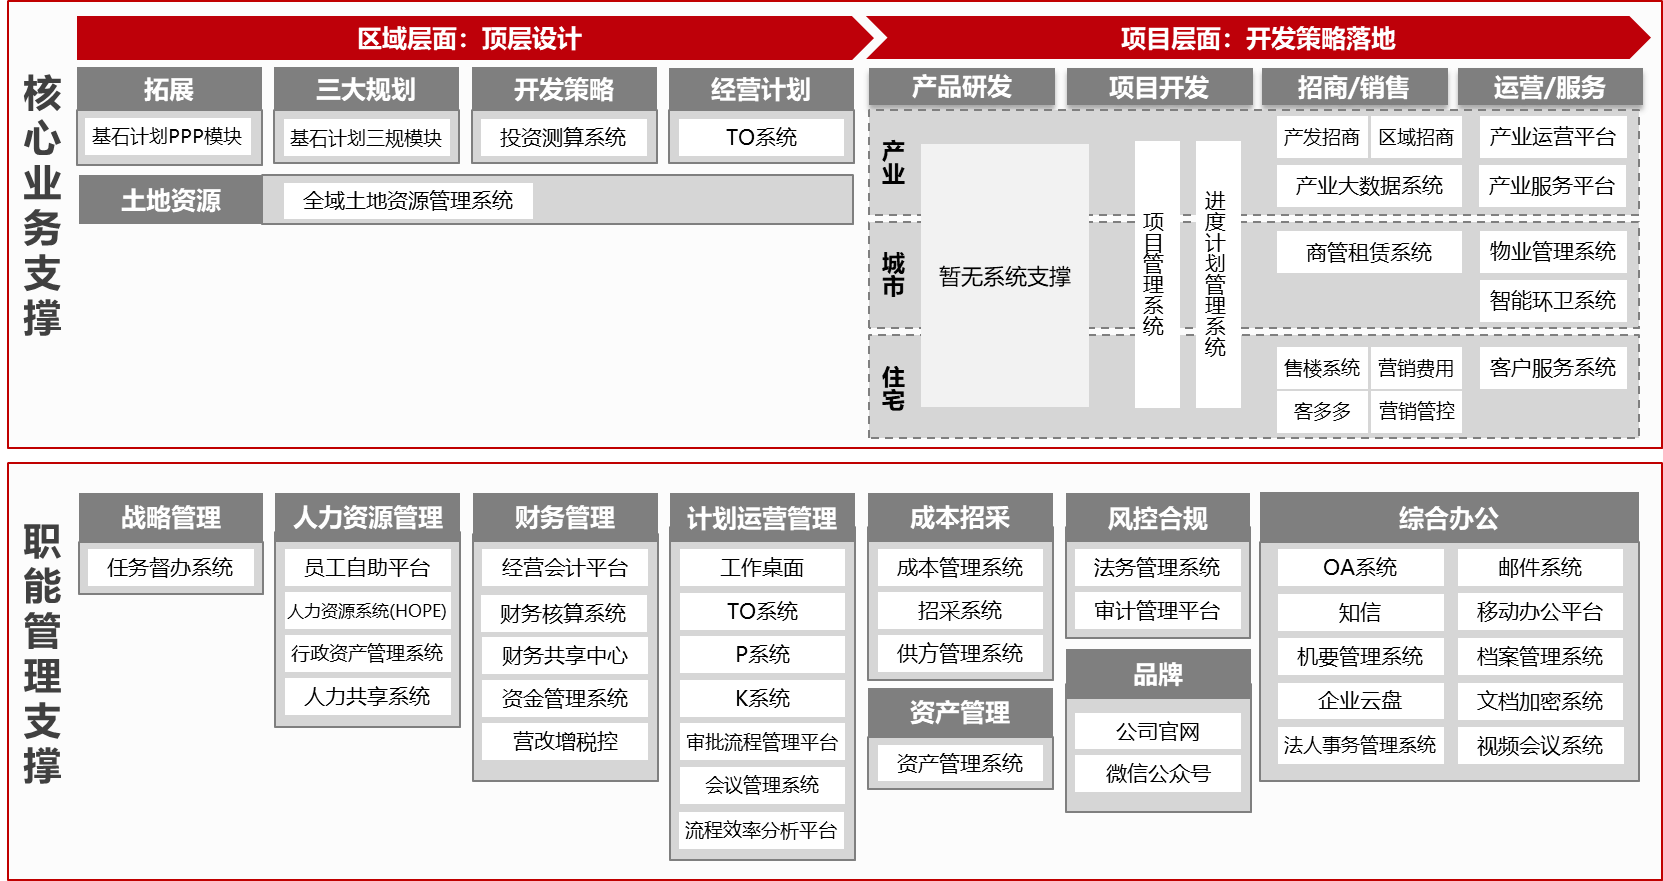 核心业务支撑
区域层面：顶层设计
项目层面：开发策略落地
拓展
基石计划PPP模块
三大规划
基石计划三规模块
开发策略
投资测算系统
经营计划
TO系统
土地资源
全域土地资源管理系统
产品研发
项目开发
招商/销售
运营/服务
产业
城市
住宅
暂无系统支撑
项目管理系统
进度计划管理系统
产发招商
区域招商
产业大数据系统
产业运营平台
产业服务平台
商管租赁系统
物业管理系统
智能环卫系统
售楼系统
营销费用
客多多
营销管控
客户服务系统
职能管理支撑
战略管理
任务督办系统
人力资源管理
员工自助平台
人力资源系统(HOPE)
行政资产管理系统
人力共享系统
财务管理
经营会计平台
财务核算系统
财务共享中心
资金管理系统
营改增税控
计划运营管理
工作桌面
TO系统
P系统
K系统
审批流程管理平台
会议管理系统
流程效率分析平台
成本招采
成本管理系统
招采系统
供方管理系统
资产管理
资产管理系统
风控合规
法务管理系统
审计管理平台
品牌
公司官网
微信公众号
综合办公
OA系统
邮件系统
知信
移动办公平台
机要管理系统
档案管理系统
企业云盘
文档加密系统
法人事务管理系统
视频会议系统